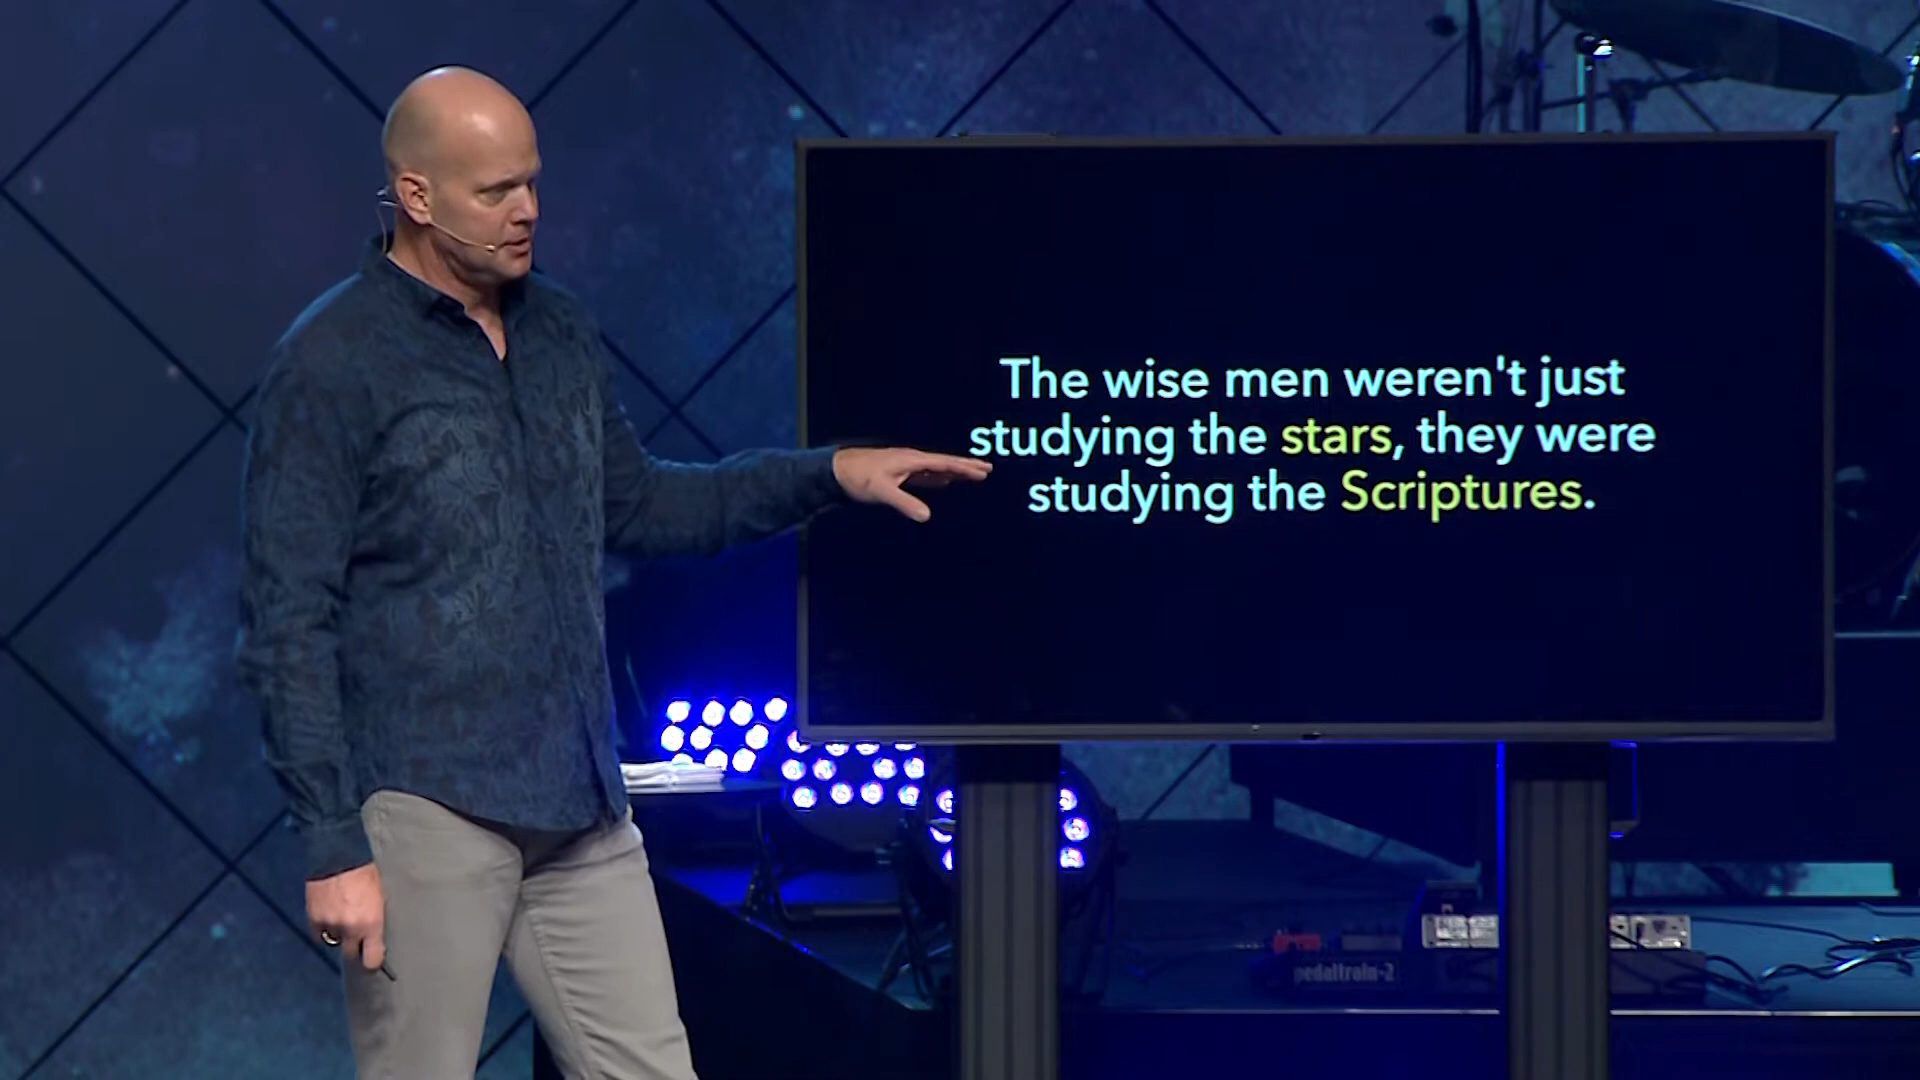 The wise men weren't just
studying the stars, they were
studying the Scriptures.
pedaltrain-2